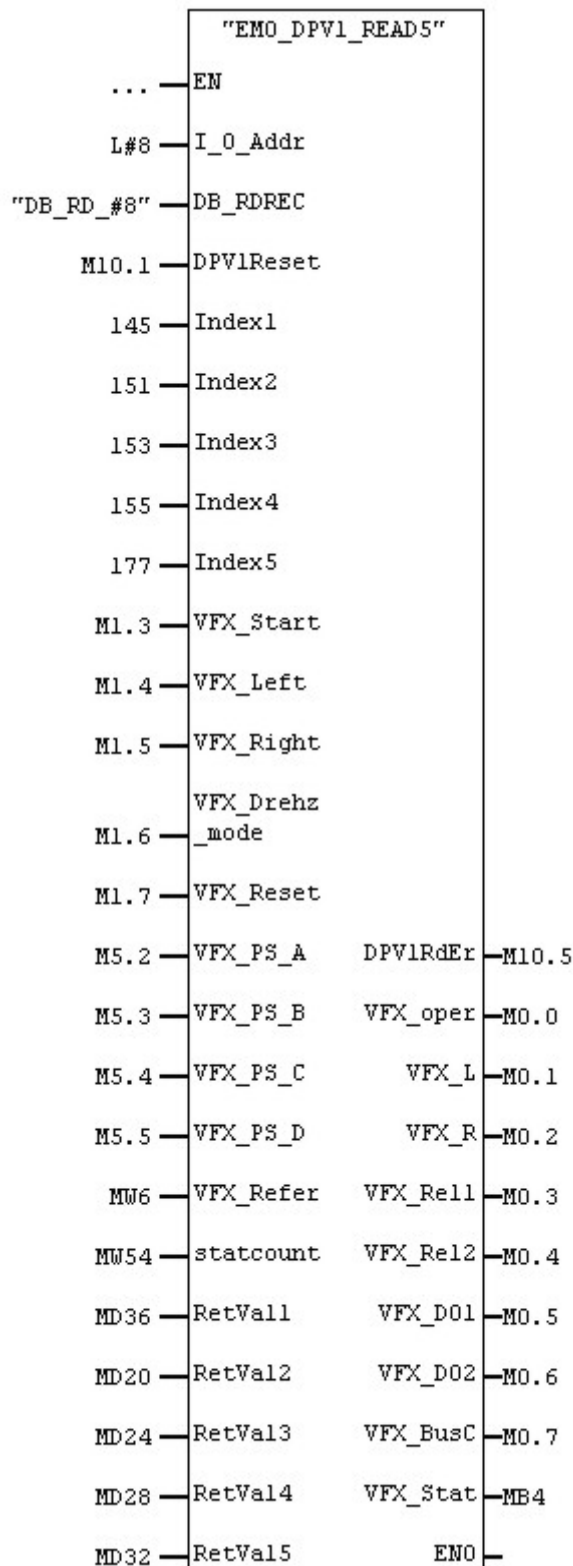 "EMO_DPV1_READ5"
... EN
L#8 I_O_Addr
"DB_RD_#8" DB_RDREC
M10.1 DPV1Reset
145 Index1
151 Index2
153 Index3
155 Index4
177 Index5
M1.3 VFX_Start
M1.4 VFX_Left
M1.5 VFX_Right
VFX_Drehz
M1.6 _mode
M1.7 VFX_Reset
M5.2 VFX_PS_A DPV1RdEr M10.5
M5.3 VFX_PS_B VFX_oper M0.0
M5.4 VFX_PS_C VFX_L M0.1
M5.5 VFX_PS_D VFX_R M0.2
MW6 VFX_Refer VFX_Rel1 M0.3
MW54 statcount VFX_Rel2 M0.4
MD36 RetVal1 VFX_DO1 M0.5
MD20 RetVal2 VFX_DO2 M0.6
MD24 RetVal3 VFX_BusC M0.7
MD28 RetVal4 VFX_Stat MB4
MD32 RetVal5 ENO